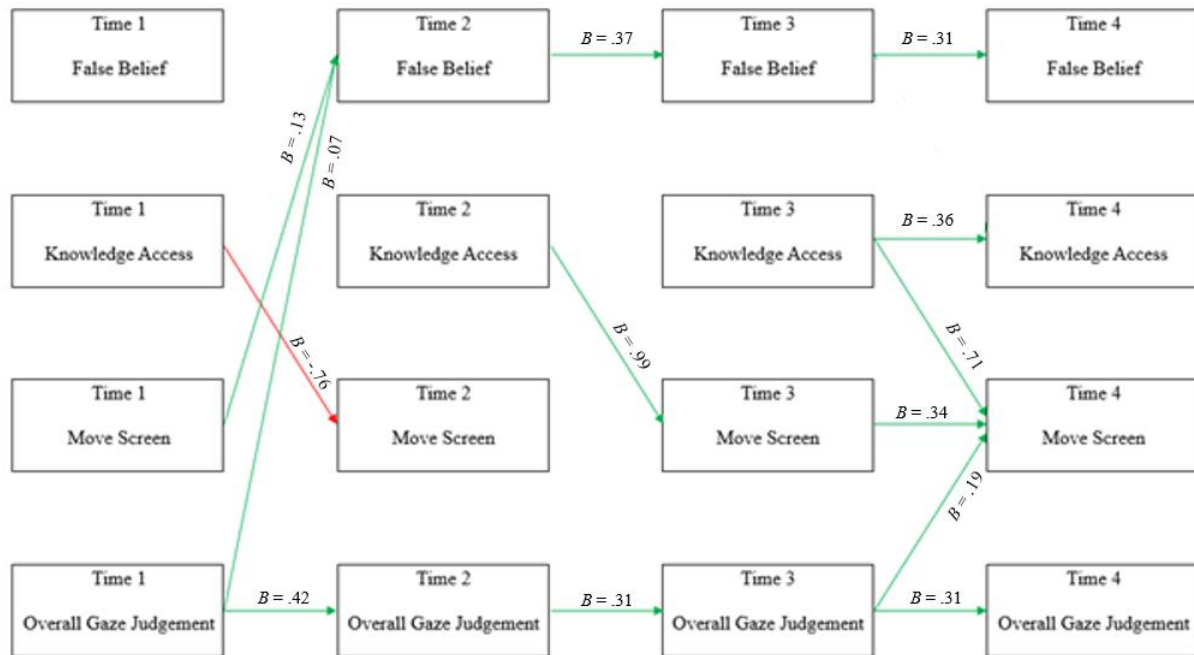 Time 1
False Belief
Time 2
False Belief
B = .37
Time 3
False Belief
B = .31
Time 4
False Belief
B = .13
B = .07
Time 1
Knowledge Access
Time 2
Knowledge Access
Time 3
Knowledge Access
B = .36
Time 4
Knowledge Access
B = -.76
B = .99
B = .71
Time 1
Move Screen
Time 2
Move Screen
Time 3
Move Screen
B = .34
Time 4
Move Screen
B = .19
Time 1
Overall Gaze Judgement
B = .42
Time 2
Overall Gaze Judgement
B = .31
Time 3
Overall Gaze Judgement
B = .31
Time 4
Overall Gaze Judgement